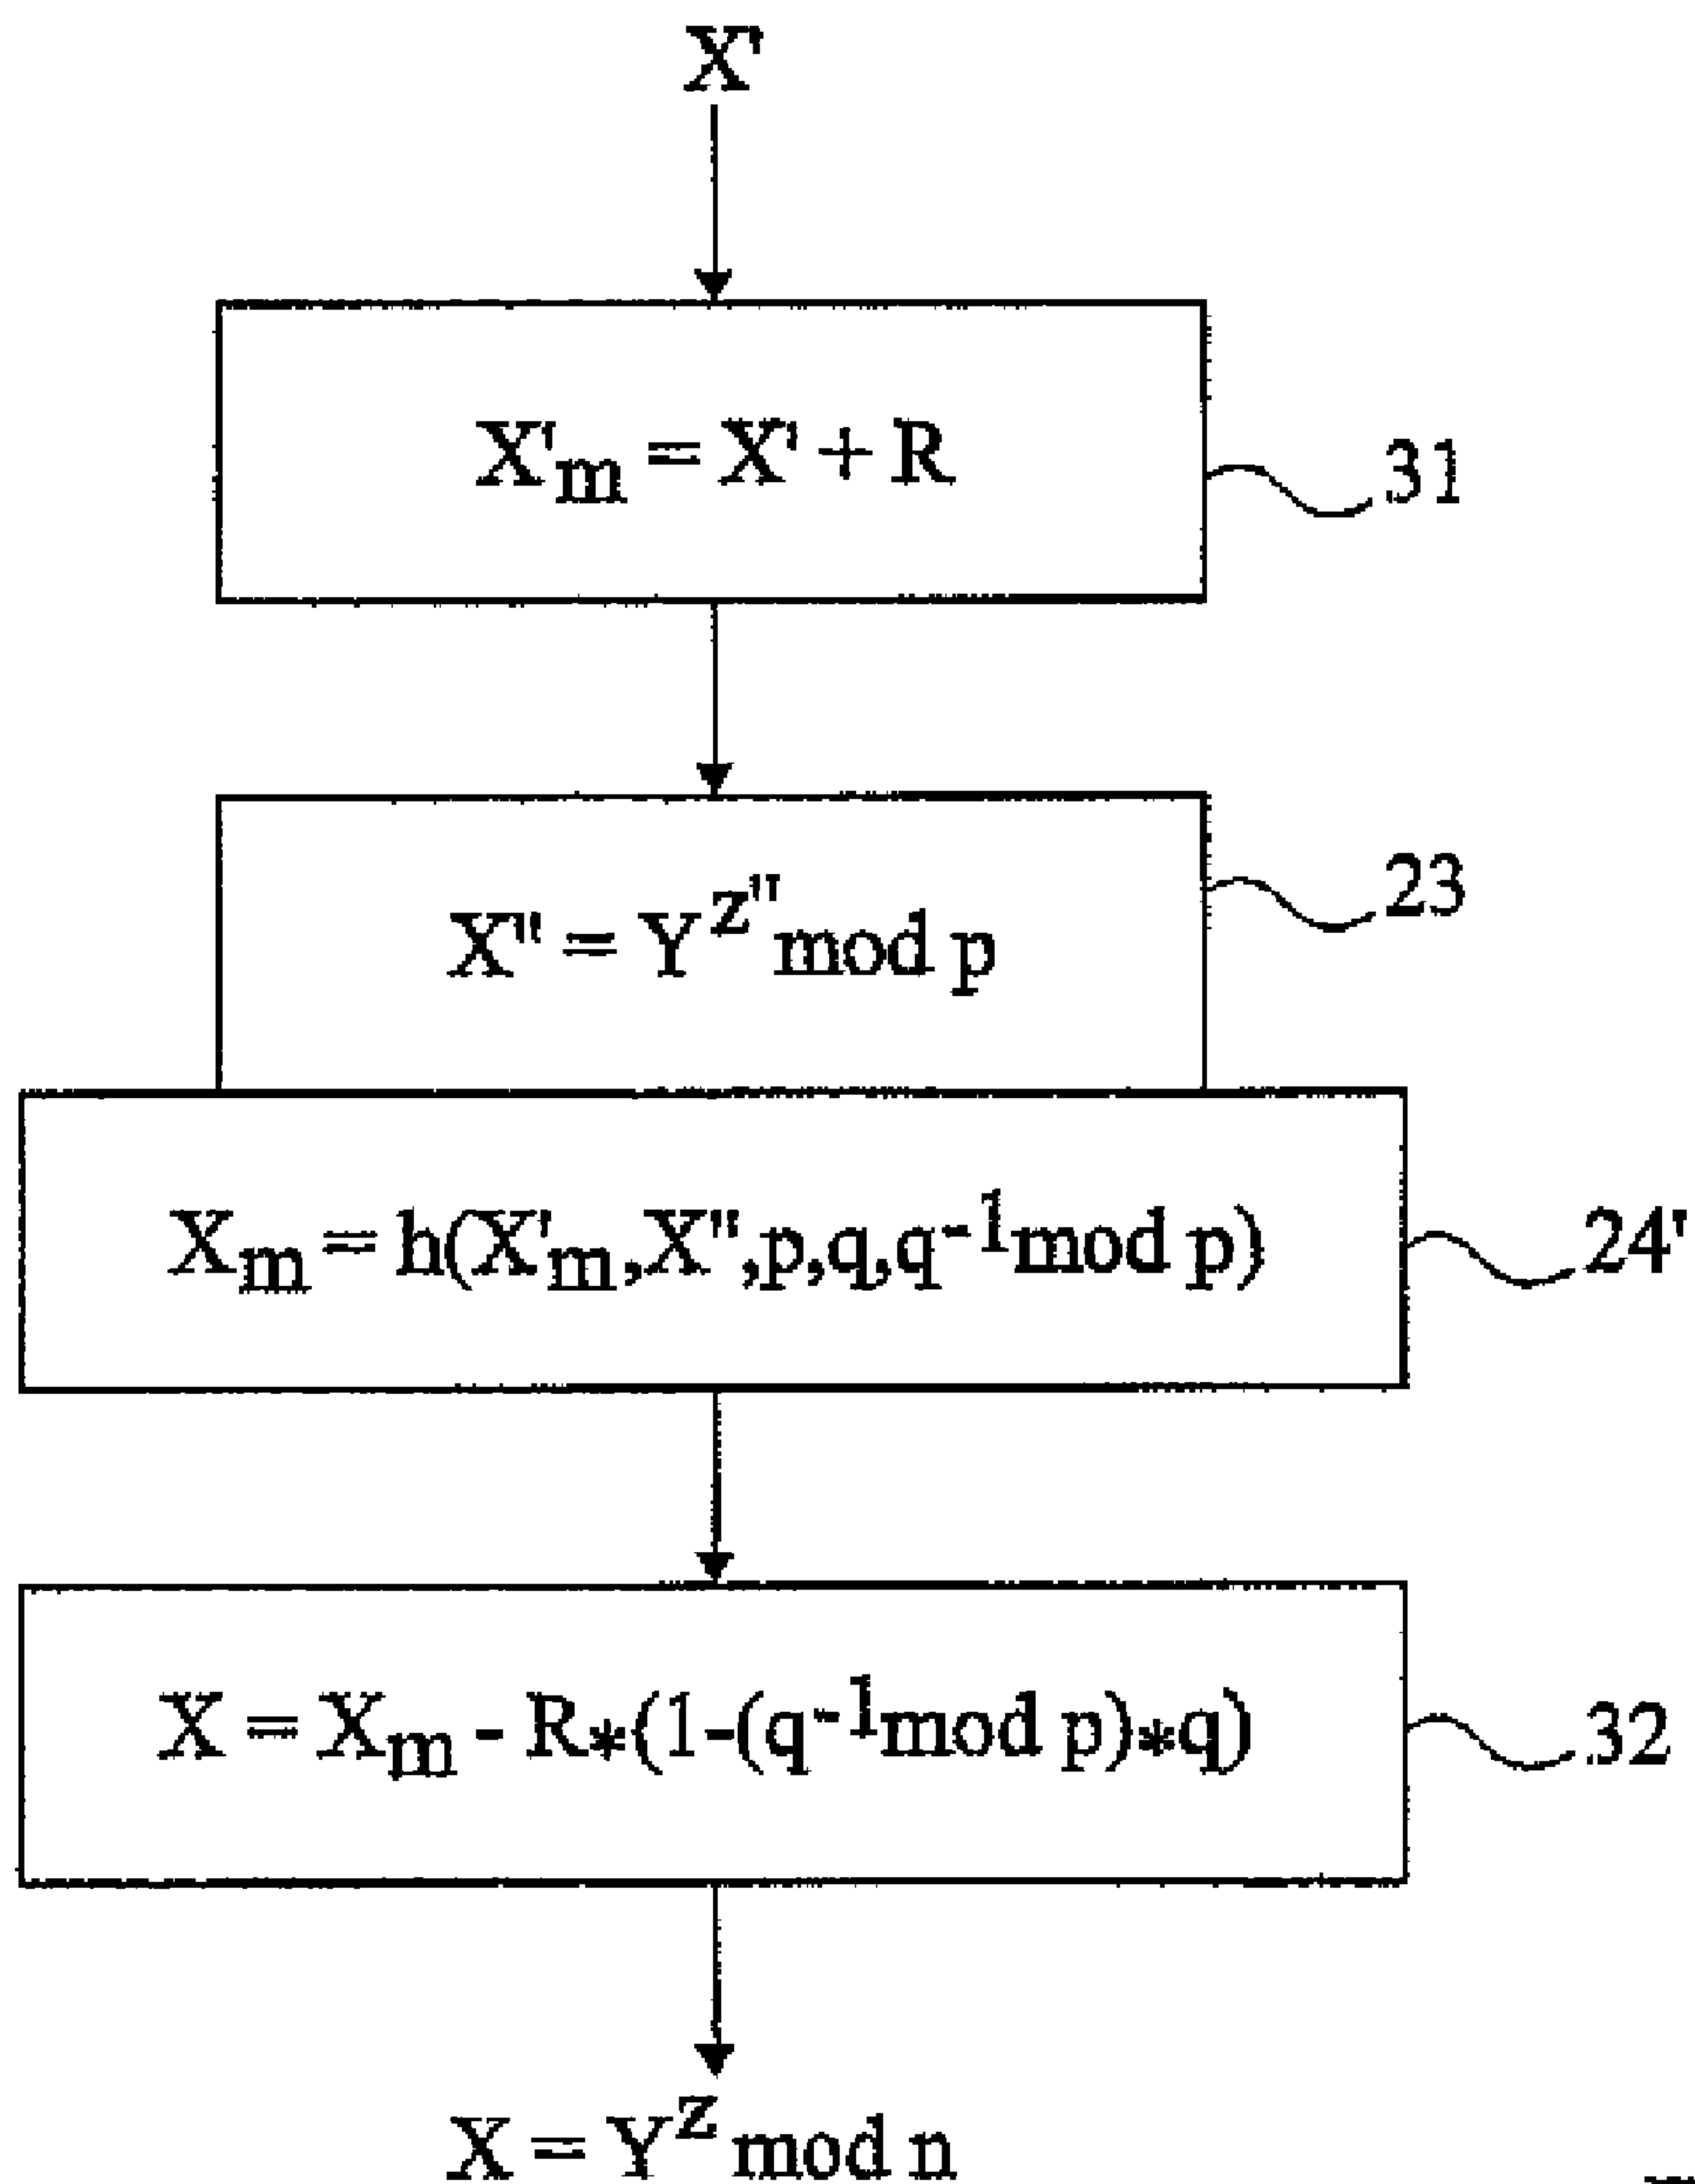 X'
X'm = X' + R
31
X" = Y^Z" mod p
23
Xm = h(X'm,X",p,q,q^-1 mod p)
24'
X = Xm - R*(1-(q^-1 mod p)*q)
32
X = Y^Z mod n